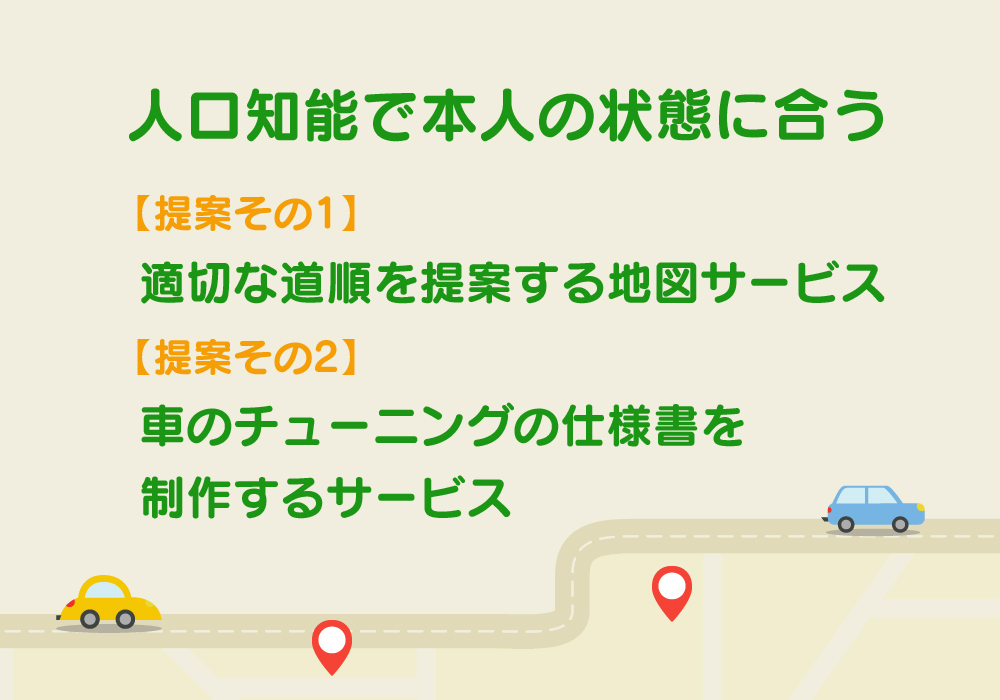 人口知能で本人の状態に合う
【提案その1】
適切な道順を提案する地図サービス
【提案その2】
車のチューニングの仕様書を
制作するサービス